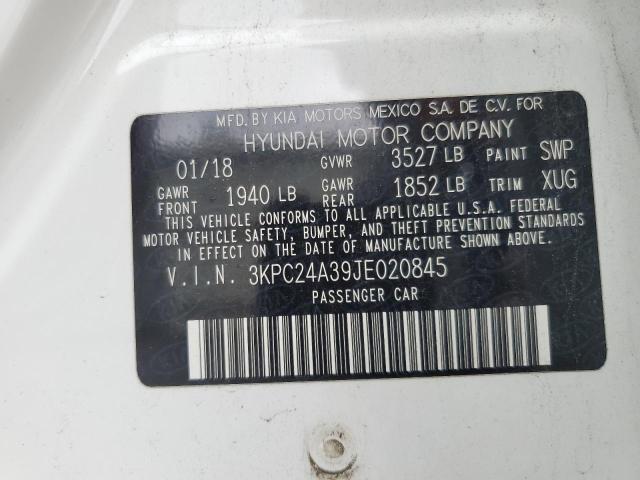 MFD. BY KIA MOTORS MEXICO S.A. DE C.V. FOR
HYUNDAI MOTOR COMPANY
01/18 GVWR 3527 LB PAINT SWP
GAWR FRONT 1940 LB GAWR REAR 1852 LB TRIM XUG
THIS VEHICLE CONFORMS TO ALL APPLICABLE U.S.A. FEDERAL
MOTOR VEHICLE SAFETY, BUMPER, AND THEFT PREVENTION STANDARDS
IN EFFECT ON THE DATE OF MANUFACTURE SHOWN ABOVE.
V.I.N. 3KPC24A39JE020845
PASSENGER CAR